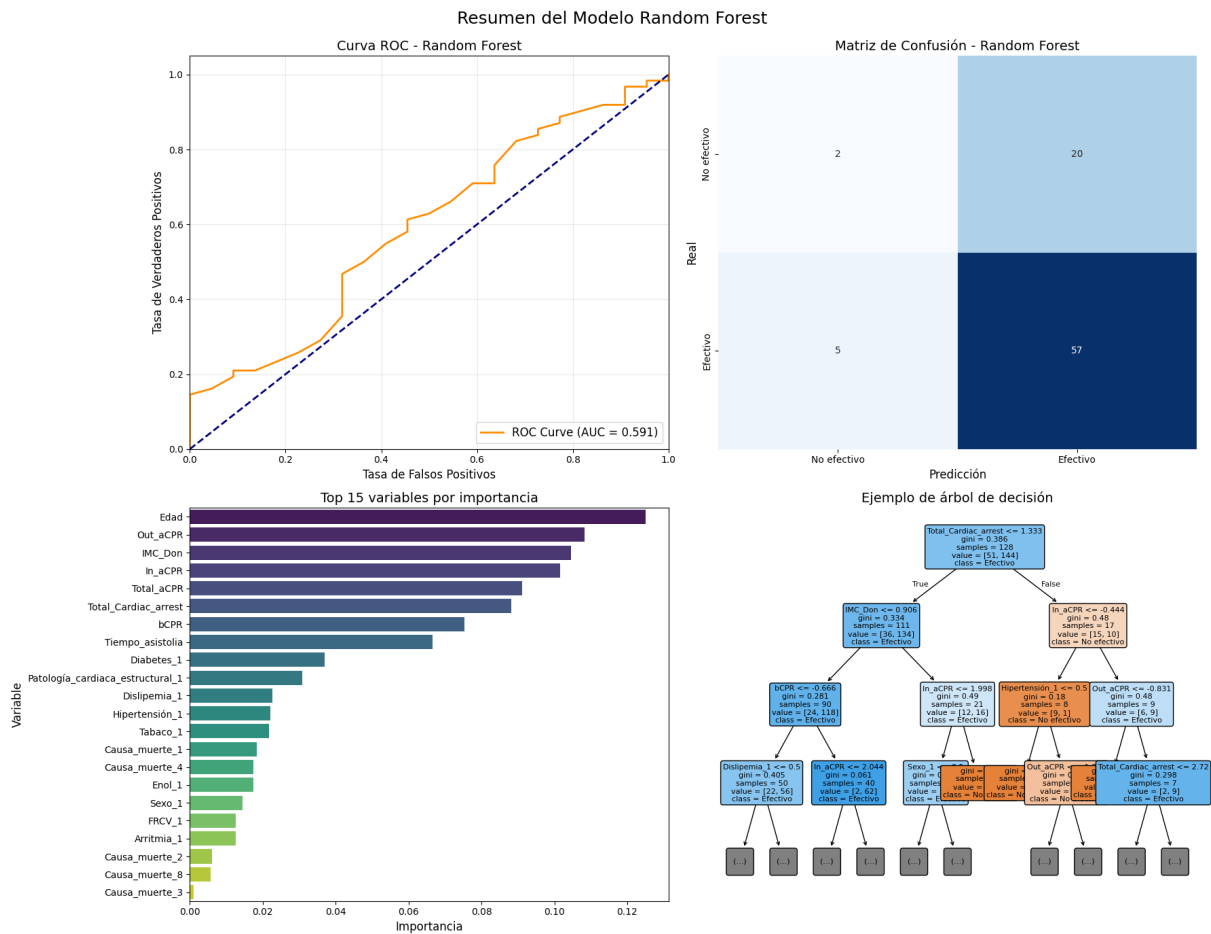 Resumen del Modelo Random Forest
Curva ROC - Random Forest
Tasa de Verdaderos Positivos
1.0
0.8
0.6
0.4
0.2
0.0
0.0 0.2 0.4 0.6 0.8 1.0
Tasa de Falsos Positivos
ROC Curve (AUC = 0.591)
Matriz de Confusión - Random Forest
Real
No efectivo
Efectivo
2 20
5 57
No efectivo Efectivo
Predicción
Top 15 variables por importancia
Variable
Edad
Out_aCPR
IMC_Don
In_aCPR
Total_aCPR
Total_Cardiac_arrest
bCPR
Tiempo_asistolia
Diabetes_1
Patología_cardiaca_estructural_1
Dislipemia_1
Hipertensión_1
Tabaco_1
Causa_muerte_1
Causa_muerte_4
Enol_1
Sexo_1
FRCV_1
Arritmia_1
Causa_muerte_2
Causa_muerte_8
Causa_muerte_3
0.00 0.02 0.04 0.06 0.08 0.10 0.12
Importancia
Ejemplo de árbol de decisión
Total_Cardiac_arrest <= 1.333
gini = 0.386
samples = 128
value = [51, 144]
class = Efectivo
True
False
IMC_Don <= 0.906
gini = 0.334
samples = 111
value = [36, 134]
class = Efectivo
In_aCPR <= -0.444
gini = 0.48
samples = 17
value = [15, 10]
class = No efectivo
bCPR <= -0.666
gini = 0.281
samples = 90
value = [24, 118]
class = Efectivo
In_aCPR <= 1.998
gini = 0.49
samples = 21
value = [12, 16]
class = Efectivo
Hipertensión_1 <= 0.5
gini = 0.18
samples = 8
value = [9, 1]
class = No efectivo
Out_aCPR <= -0.831
gini = 0.48
samples = 9
value = [6, 9]
class = Efectivo
Dislipemia_1 <= 0.5
gini = 0.405
samples = 50
value = [22, 56]
class = Efectivo
In_aCPR <= 2.044
gini = 0.061
samples = 40
value = [2, 62]
class = Efectivo
Sexo_1
Out_aCPR
Total_Cardiac_arrest <= 2.72
gini = 0.298
samples = 7
value = [2, 9]
class = Efectivo
(...) (...) (...) (...) (...) (...) (...) (...) (...) (...)